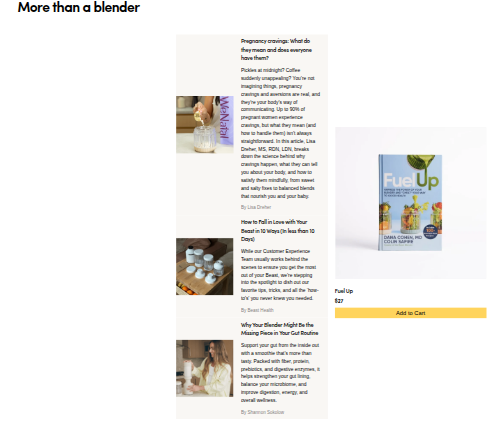 More than a blender
Pregnancy cravings: What do
they mean and does everyone
have them?
Pickles at midnight? Coffee
suddenly unappealing? You're not
imagining things, pregnancy
cravings and aversions are real, and
they're your body's way of
communicating. Up to 90% of
pregnant women experience
cravings, but what they mean (and
how to handle them) isn't always
straightforward. In this article, Lisa
Dreher, MS, RDN, LDN, breaks
down the science behind why
cravings happen, what they can tell
you about your body, and how to
satisfy them mindfully, from sweet
and salty fixes to balanced blends
that nourish you and your baby.
By Lisa Dreher
WeNatal
How to Fall in Love with Your
Beast in 10 Ways (In less than 10
Days)
While our Customer Experience
Team usually works behind the
scenes to ensure you get the most
out of your Beast, we're stepping
into the spotlight to dish out our
favorite tips, tricks, and all the 'how-
to's' you never knew you needed.
By Beast Health
Why Your Blender Might Be the
Missing Piece in Your Gut Routine
Support your gut from the inside out
with a smoothie that's more than
tasty. Packed with fiber, protein,
prebiotics, and digestive enzymes, it
helps strengthen your gut lining,
balance your microbiome, and
improve digestion, energy, and
overall wellness.
By Shannon Sokolow
Fuel Up
DANA COHEN, MD
COLIN SAPIRE
Fuel Up
$27
Add to Cart